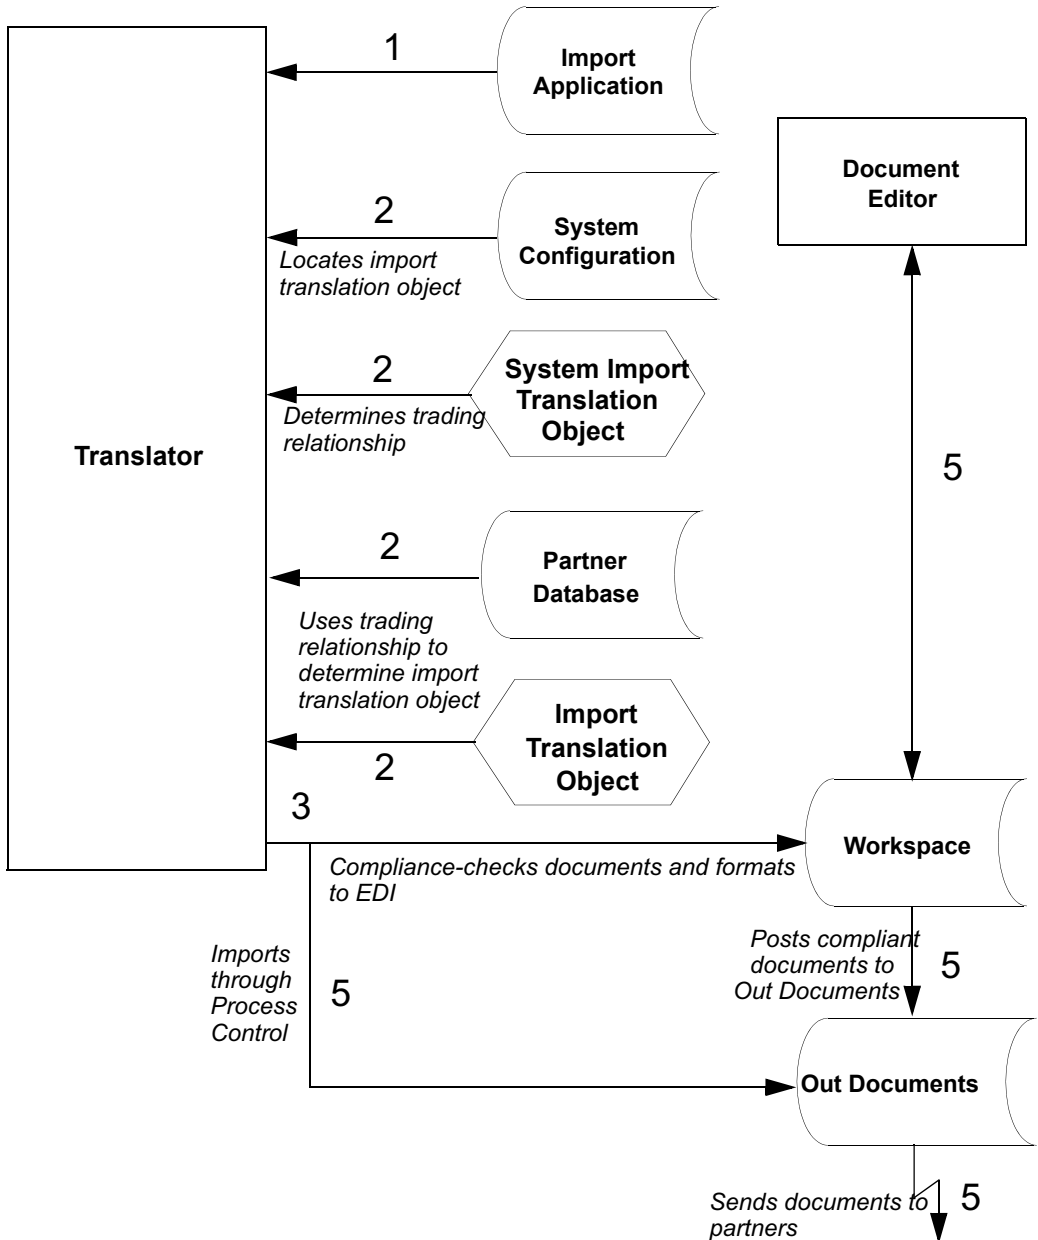 1
Import
Application
Document
Editor
2
System
Configuration
Locates import
translation object
2
System Import
Translation
Object
Determines trading
relationship
Translator
5
2
Partner
Database
Uses trading
relationship to
determine import
translation object
Import
Translation
Object
2
3
Workspace
Compliance-checks documents and formats
to EDI
Imports
through
Process
Control
5
Posts compliant
documents to
Out Documents
5
Out Documents
Sends documents to
partners
5